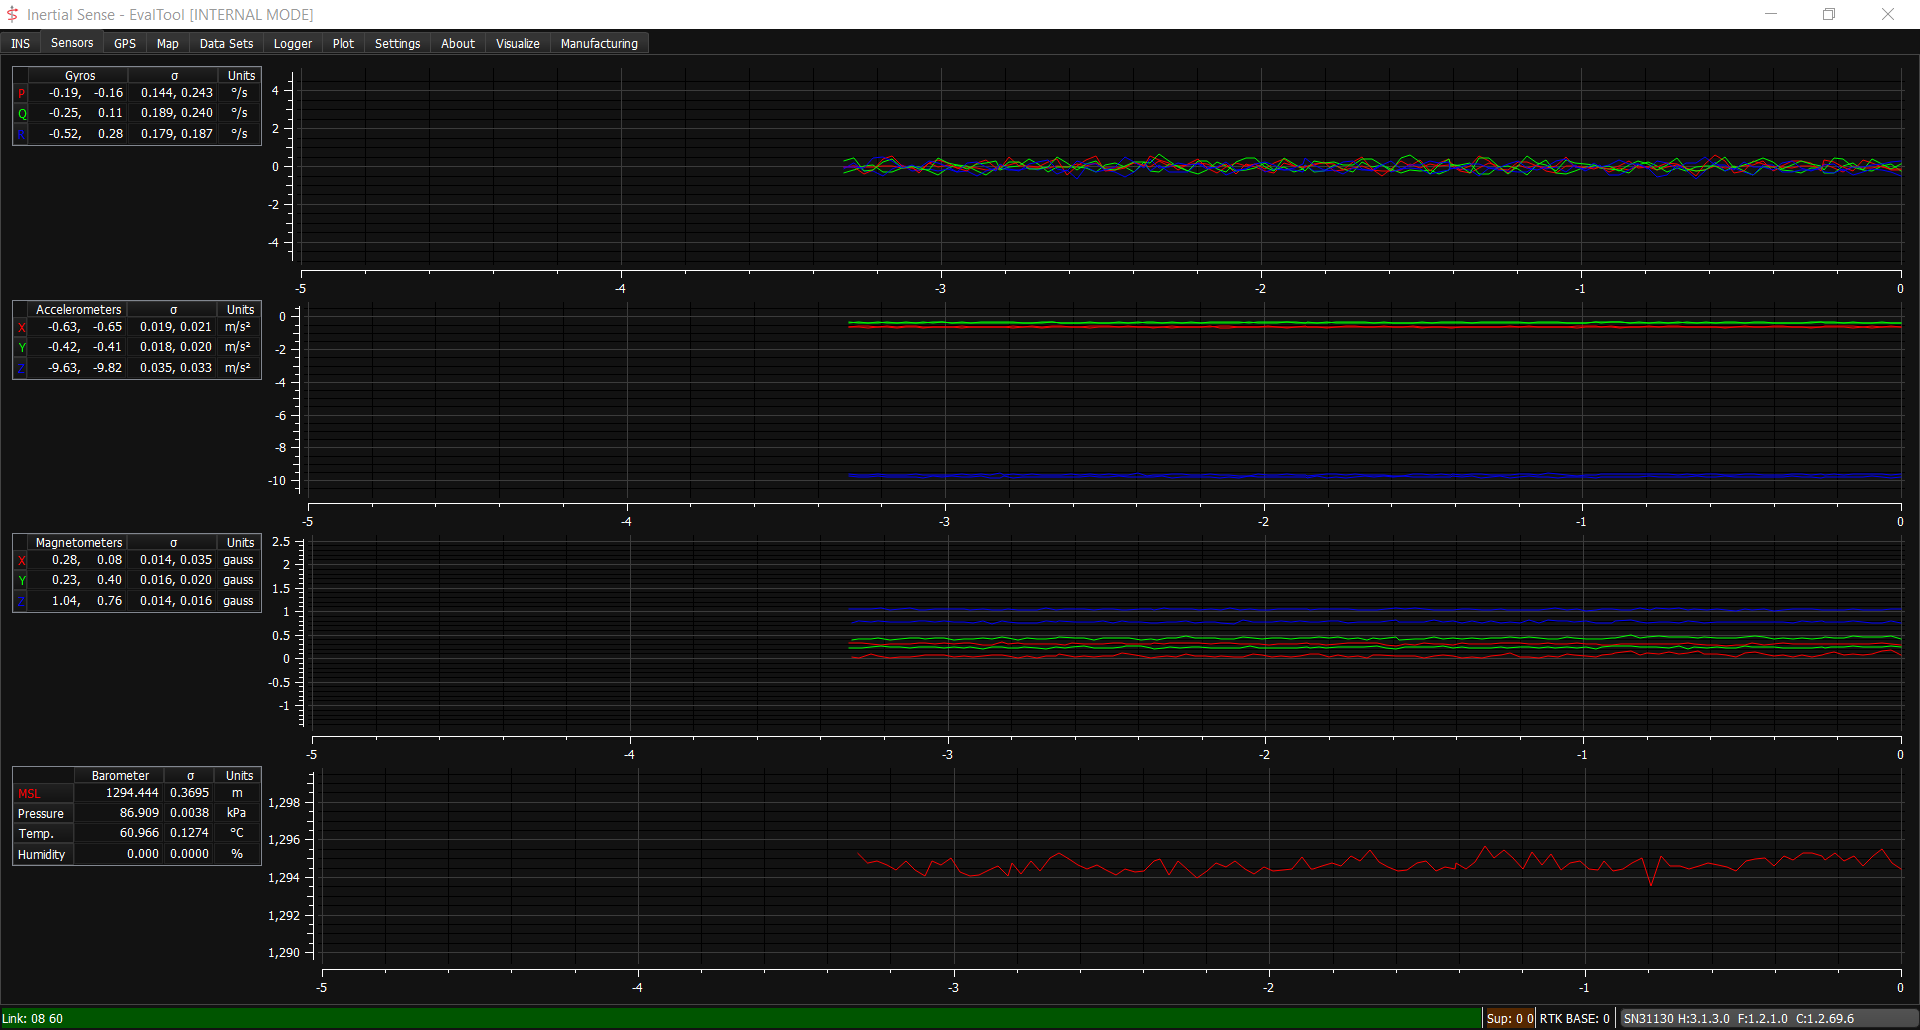 Inertial Sense - EvalTool [INTERNAL MODE]
INS Sensors GPS Map Data Sets Logger Plot Settings About Visualize Manufacturing
Gyros σ Units
P -0.19, -0.16 0.144, 0.243 °/s
Q -0.25, 0.11 0.189, 0.240 °/s
R -0.52, 0.28 0.179, 0.187 °/s
4
2
0
-2
-4
-5 -4 -3 -2 -1 0
Accelerometers σ Units
X -0.63, -0.65 0.019, 0.021 m/s²
Y -0.42, -0.41 0.018, 0.020 m/s²
Z -9.63, -9.82 0.035, 0.033 m/s²
0
-2
-4
-6
-8
-10
-5 -4 -3 -2 -1 0
Magnetometers σ Units
X 0.28, 0.08 0.014, 0.035 gauss
Y 0.23, 0.40 0.016, 0.020 gauss
1.04, 0.76 0.014, 0.016 gauss
2.5
2
1.5
1
0.5
0
-0.5
-1
-5 -4 -3 -2 -1 0
Barometer σ Units
MSL 1294.444 0.3695 m
Pressure 86.909 0.0038 kPa
Temp. 60.966 0.1274 °C
Humidity 0.000 0.0000 %
1,298
1,296
1,294
1,292
1,290
-5 -4 -3 -2 -1 0
Link: 08 60 Sup: 0 0 RTK BASE: 0 SN31130 H:3.1.3.0 F:1.2.1.0 C:1.2.69.6